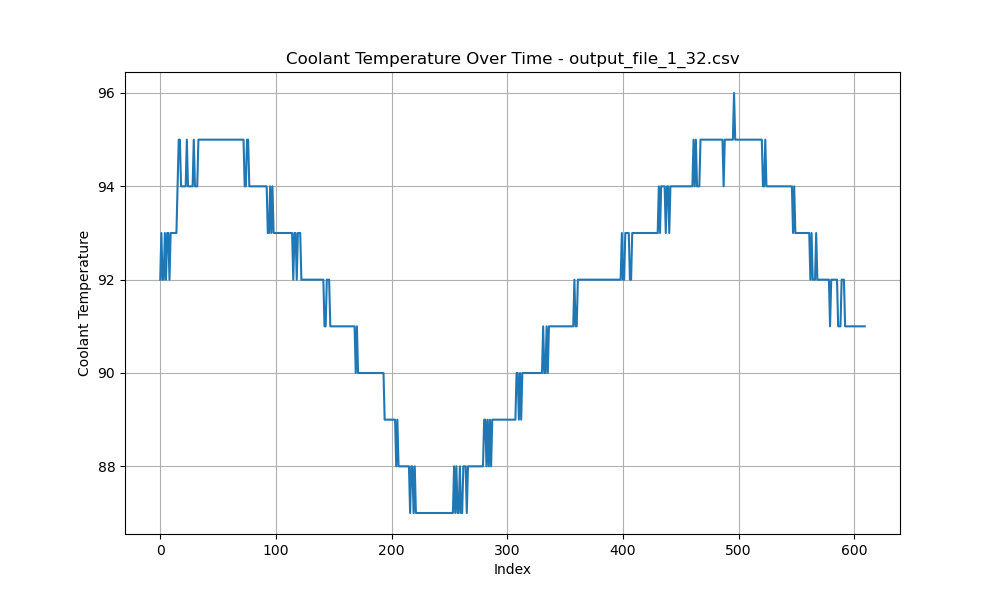 Coolant Temperature Over Time - output_file_1_32.csv
Coolant Temperature
96
94
92
90
88
0 100 200 300 400 500 600
Index